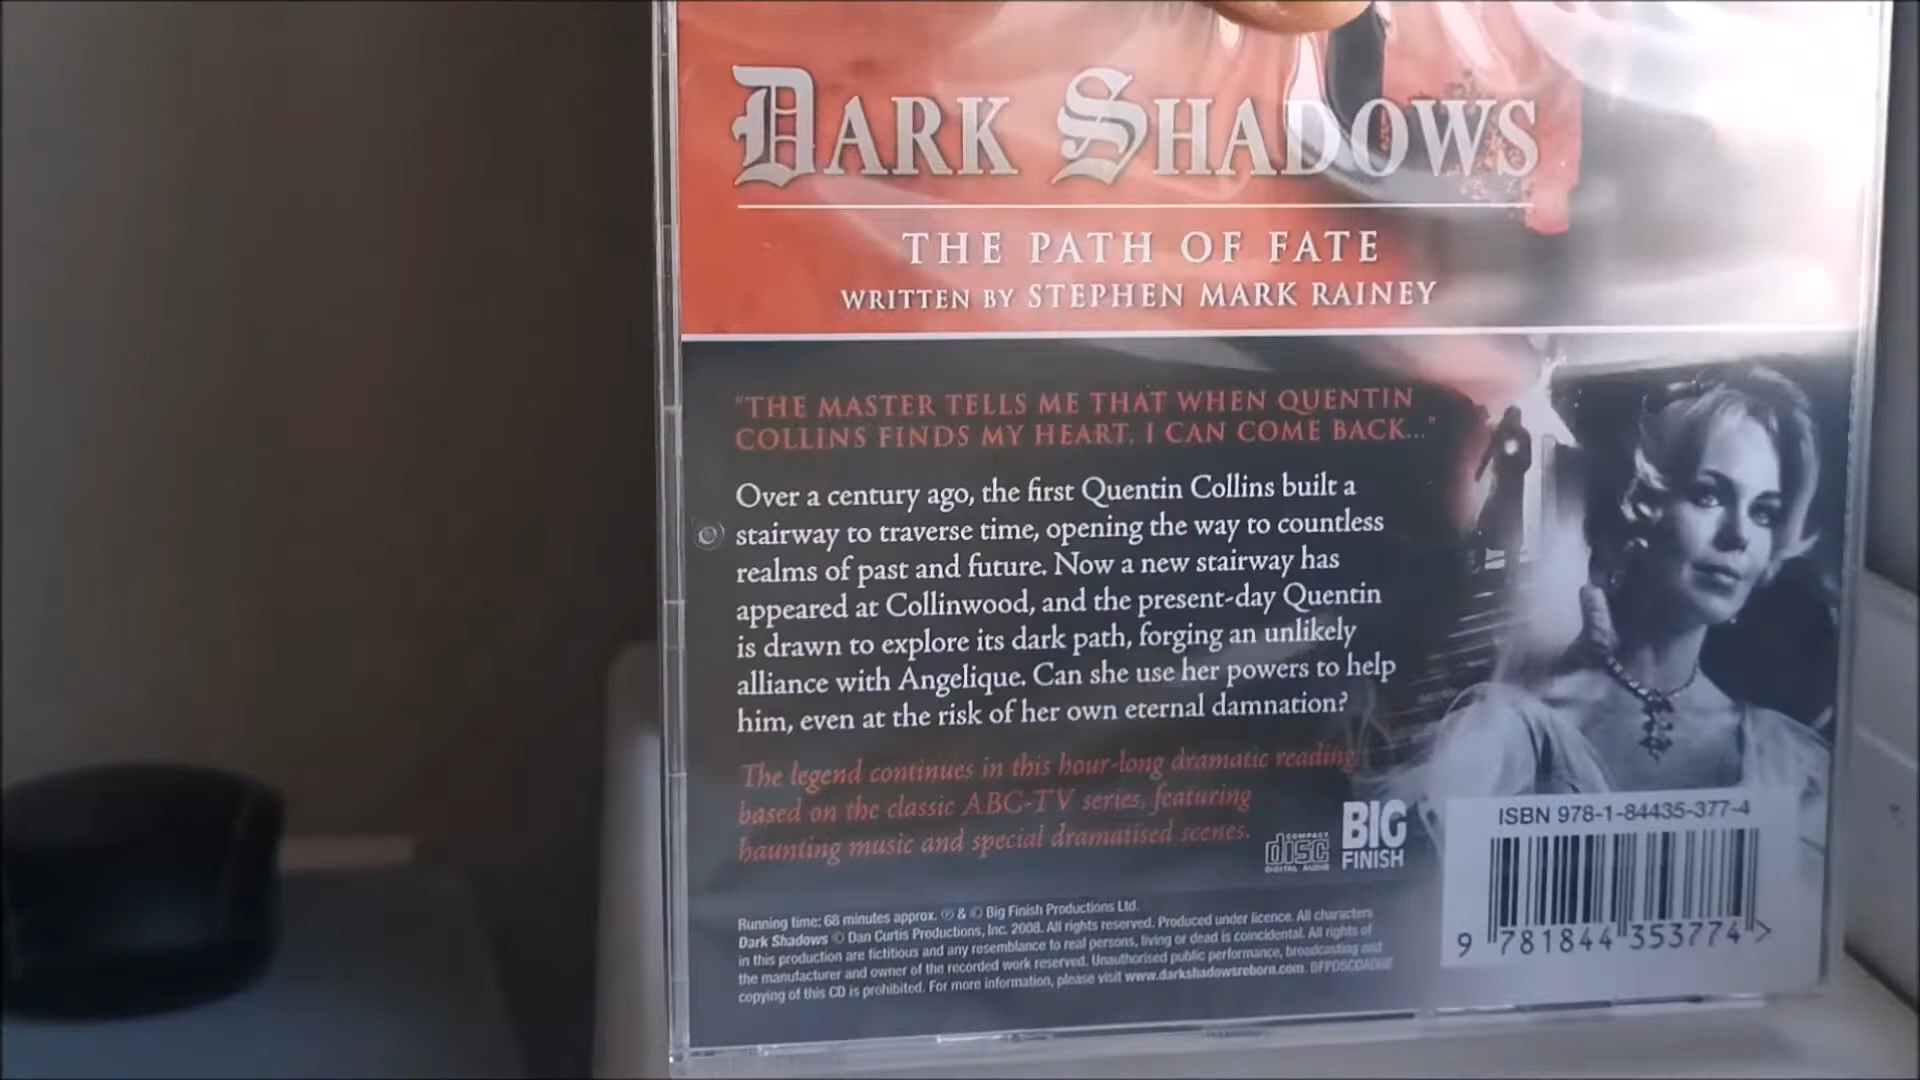 DARK SHADOWS
THE PATH OF FATE
WRITTEN BY STEPHEN MARK RAINEY
"THE MASTER TELLS ME THAT WHEN QUENTIN
COLLINS FINDS MY HEART, I CAN COME BACK..."
Over a century ago, the first Quentin Collins built a
stairway to traverse time, opening the way to countless
realms of past and future. Now a new stairway has
appeared at Collinwood, and the present-day Quentin
is drawn to explore its dark path, forging an unlikely
alliance with Angelique. Can she use her powers to help
him, even at the risk of her own eternal damnation?
The legend continues in this hour-long dramatic reading,
based on the classic ABC-TV series, featuring
haunting music and special dramatised scenes.
COMPACT
disc
DIGITAL AUDIO
BIG
FINISH
ISBN 978-1-84435-377-4
9 781844 353774 >
Running time: 68 minutes approx. ℗ & © Big Finish Productions Ltd.
Dark Shadows © Dan Curtis Productions, Inc. 2008. All rights reserved. Produced under licence. All characters
in this production are fictitious and any resemblance to real persons, living or dead is coincidental. All rights of
the manufacturer and owner of the recorded work reserved. Unauthorised public performance, broadcasting and
copying of this CD is prohibited. For more information, please visit www.darkshadowsreborn.com.